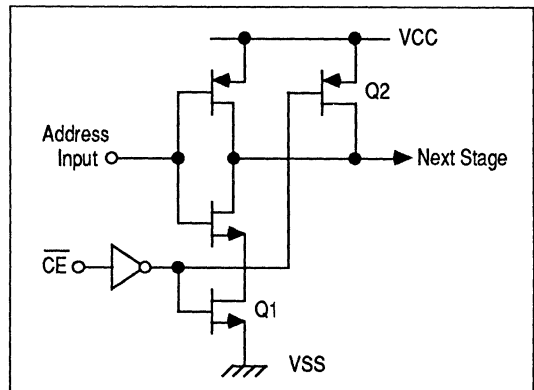 VCC
Q2
Address
Input
Next Stage
CE
Q1
VSS